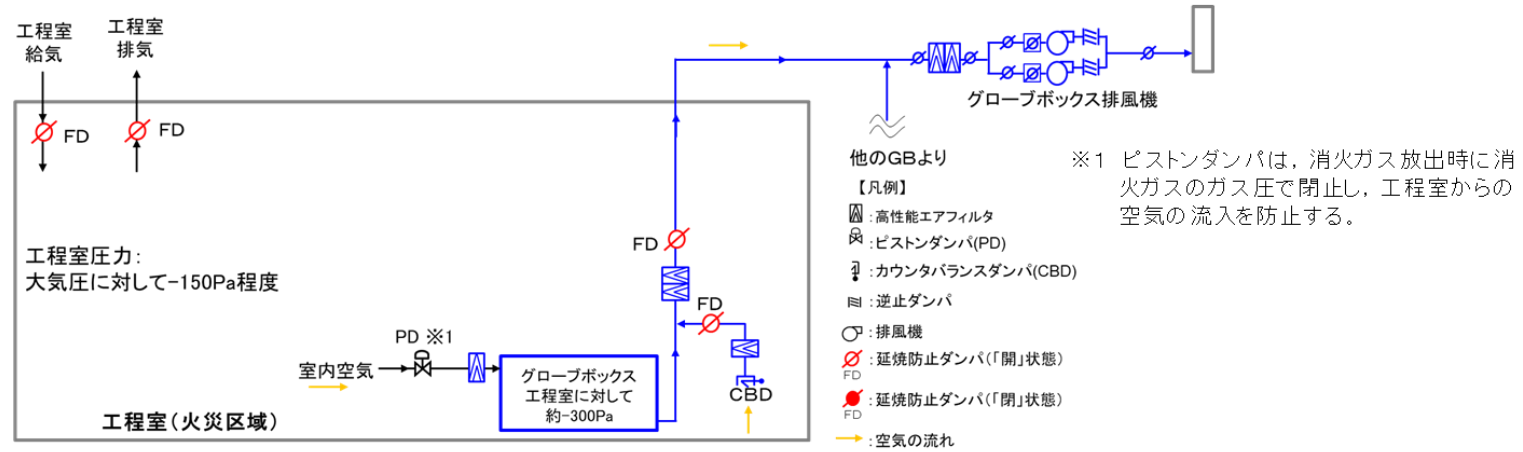 工程室
給気
工程室
排気
FD
FD
グローブボックス排風機
他のGBより
※1 ピストンダンパは，消火ガス放出時に消
火ガスのガス圧で閉止し，工程室からの
空気の流入を防止する。
【凡例】
:高性能エアフィルタ
:ピストンダンパ(PD)
:カウンタバランスダンパ(CBD)
:逆止ダンパ
:排風機
:延焼防止ダンパ(「開」状態)
FD
:延焼防止ダンパ(「閉」状態)
FD
:空気の流れ
工程室圧力:
大気圧に対して-150Pa程度
FD
FD
PD ※1
室内空気
グローブボックス
工程室に対して
約-300Pa
CBD
工程室(火災区域)